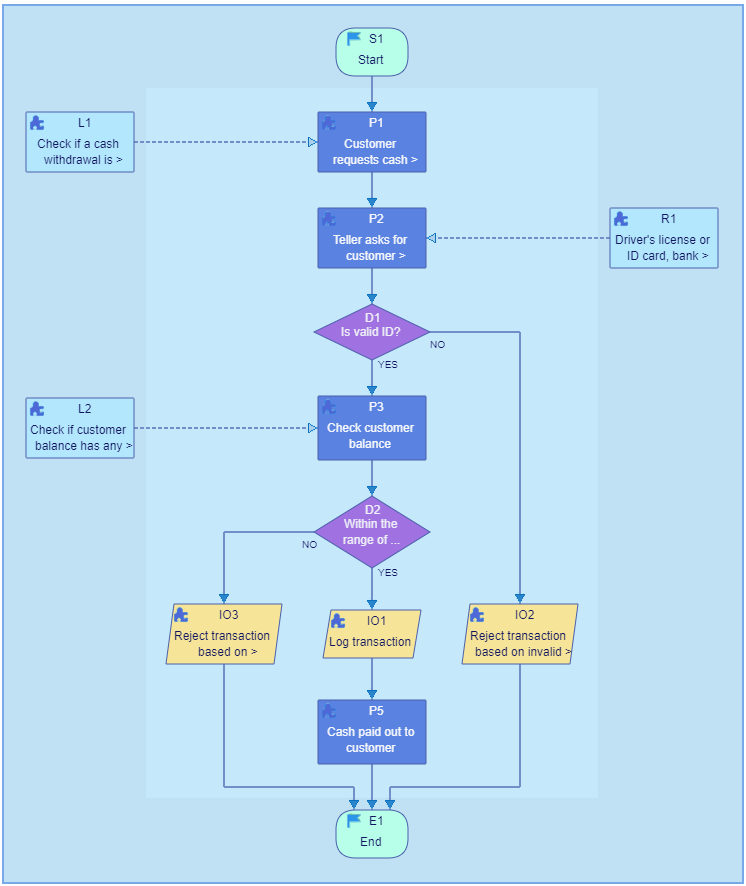 S1
Start
L1
Check if a cash
withdrawal is >
P1
Customer
requests cash >
P2
Teller asks for
customer >
R1
Driver's license or
ID card, bank >
D1
Is valid ID?
NO
YES
L2
Check if customer
balance has any >
P3
Check customer
balance
D2
Within the
range of ...
NO
YES
IO3
Reject transaction
based on >
IO1
Log transaction
IO2
Reject transaction
based on invalid >
P5
Cash paid out to
customer
E1
End